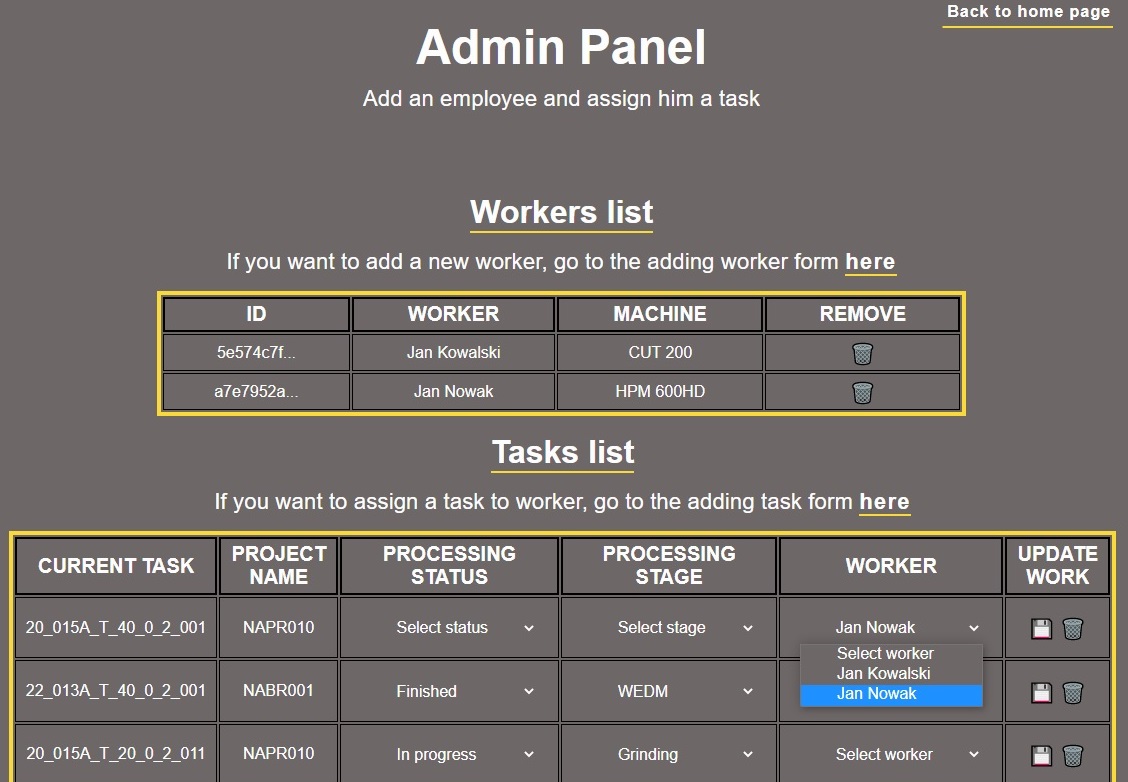 Back to home page
Admin Panel
Add an employee and assign him a task
Workers list
If you want to add a new worker, go to the adding worker form here
ID WORKER MACHINE REMOVE
5e574c7f... Jan Kowalski CUT 200
a7e7952a... Jan Nowak HPM 600HD
Tasks list
If you want to assign a task to worker, go to the adding task form here
CURRENT TASK PROJECT NAME PROCESSING STATUS PROCESSING STAGE WORKER UPDATE WORK
20_015A_T_40_0_2_001 NAPR010 Select status Select stage Jan Nowak
Select worker
Jan Kowalski
Jan Nowak
22_013A_T_40_0_2_001 NABR001 Finished WEDM
20_015A_T_20_0_2_011 NAPR010 In progress Grinding Select worker